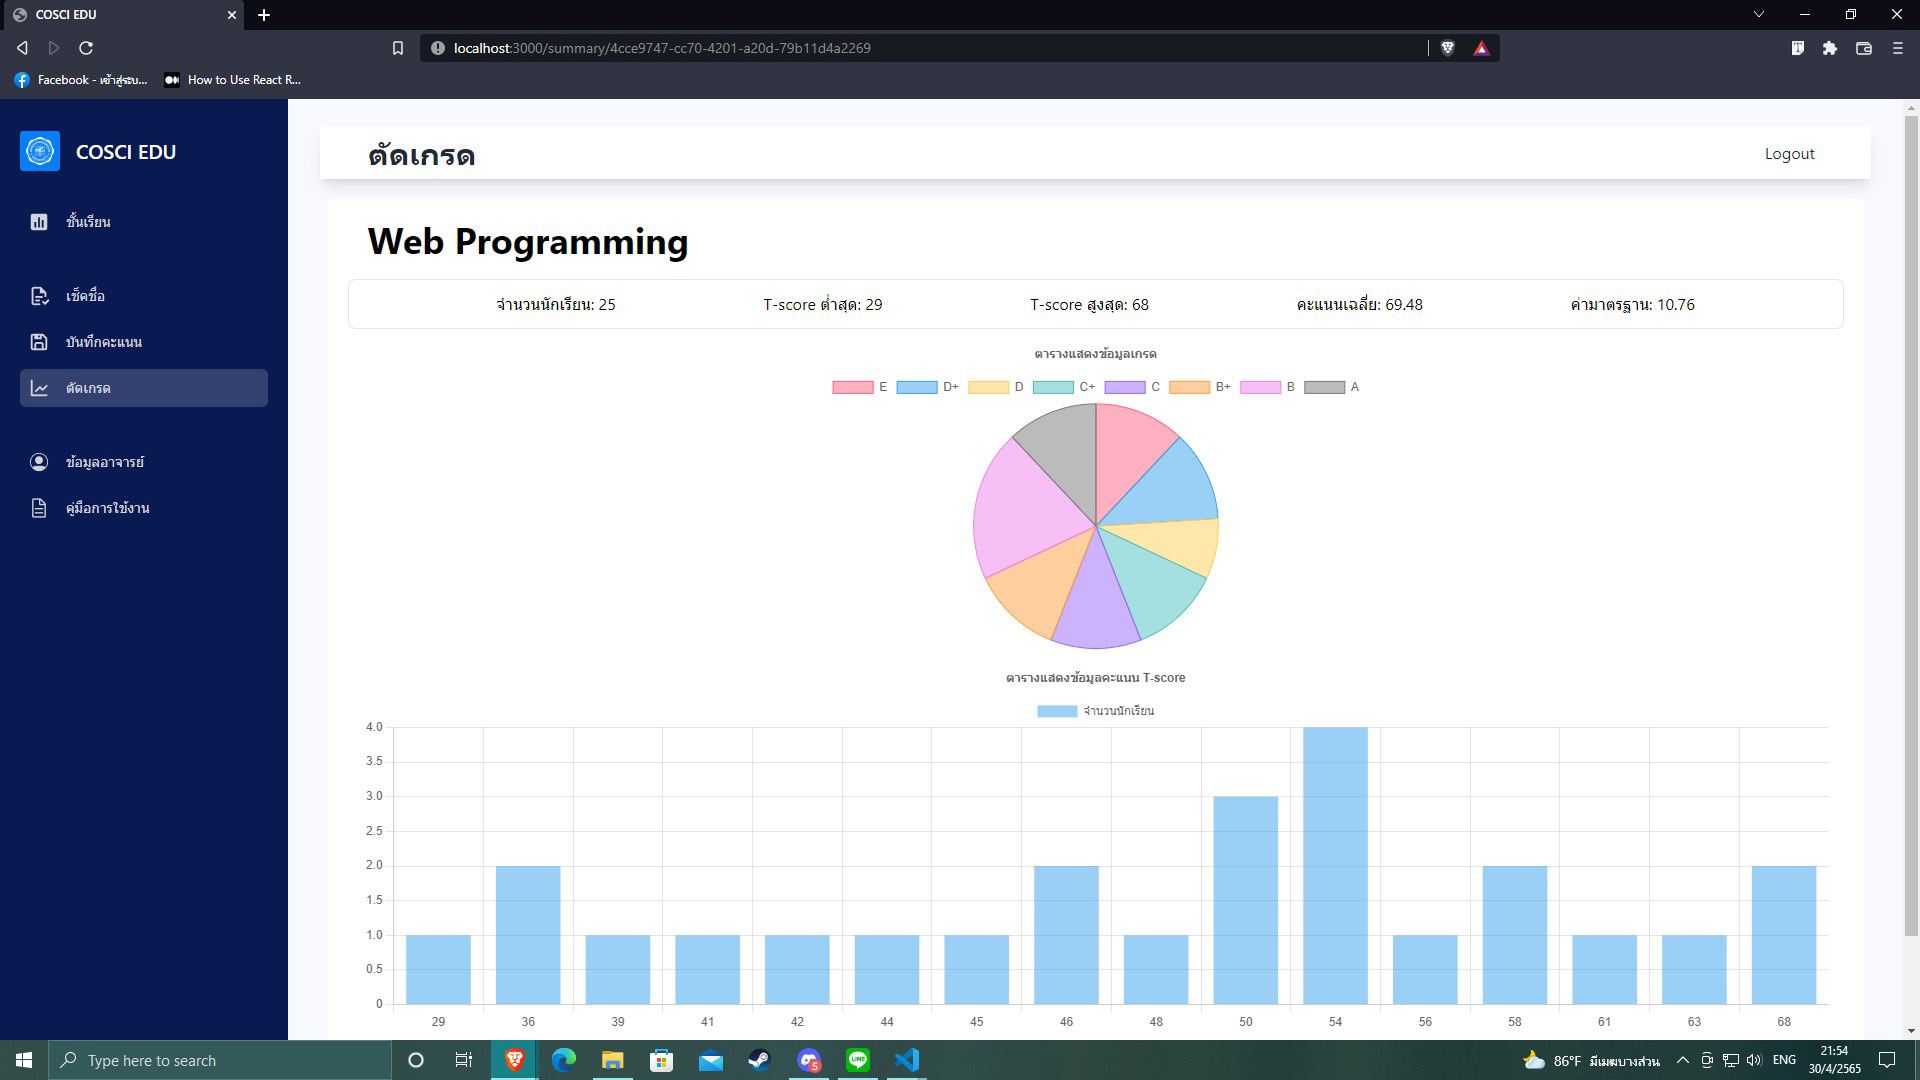 COSCI EDU
localhost:3000/summary/4cce9747-cc70-4201-a20d-79b11d4a2269
Facebook - เข้าสู่ระบ...
How to Use React R...
COSCI EDU
ชั้นเรียน
เช็คชื่อ
บันทึกคะแนน
ตัดเกรด
ข้อมูลอาจารย์
คู่มือการใช้งาน
ตัดเกรด
Logout
Web Programming
จำนวนนักเรียน: 25
T-score ต่ำสุด: 29
T-score สูงสุด: 68
คะแนนเฉลี่ย: 69.48
ค่ามาตรฐาน: 10.76
ตารางแสดงข้อมูลเกรด
E D+ D C+ C B+ B A
ตารางแสดงข้อมูลคะแนน T-score
จำนวนนักเรียน
4.0
3.5
3.0
2.5
2.0
1.5
1.0
0.5
0
29 36 39 41 42 44 45 46 48 50 54 56 58 61 63 68
Type here to search
5
LINE
86°F มีเมฆบางส่วน
ENG
21:54
30/4/2565